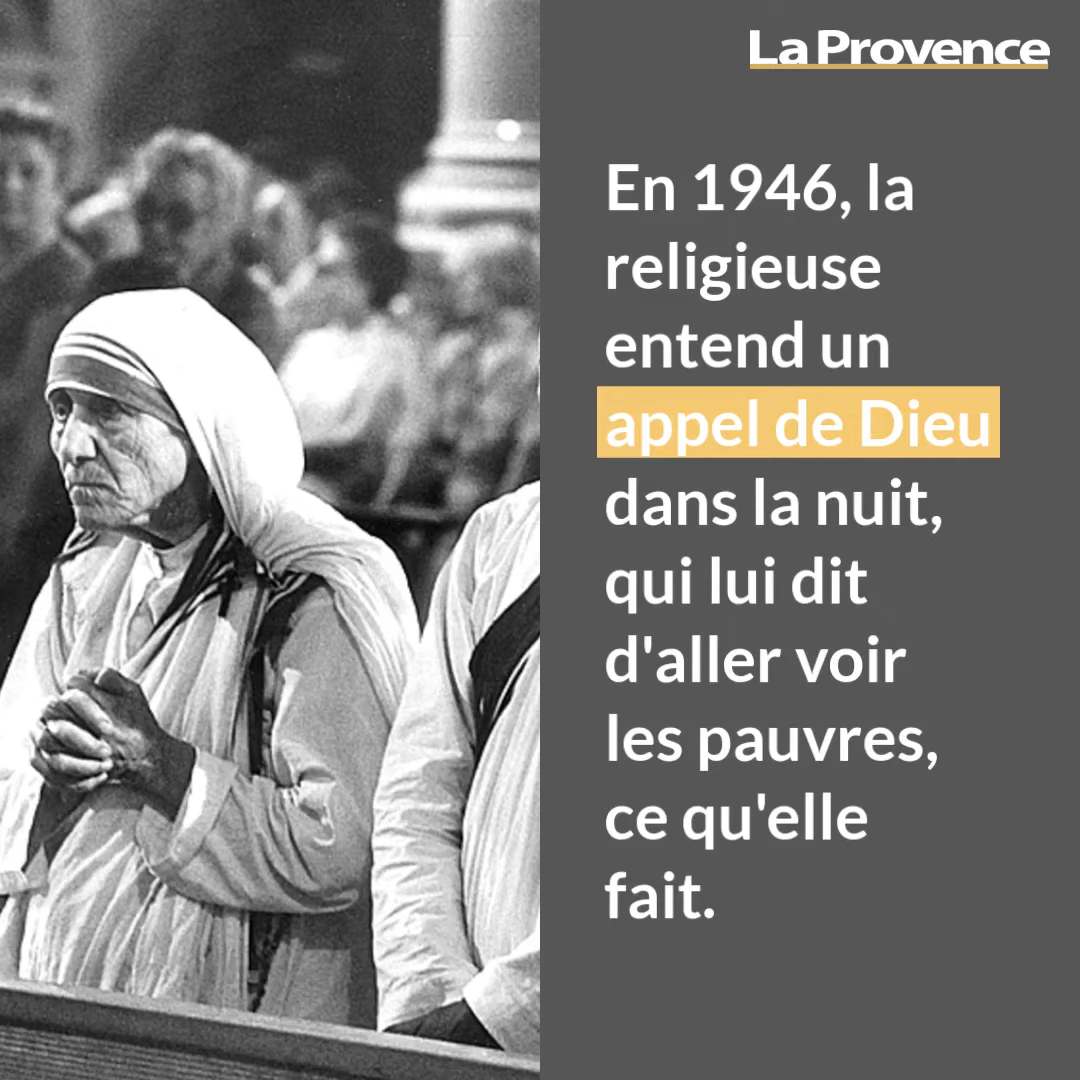 La Provence
En 1946, la
religieuse
entend un
appel de Dieu
dans la nuit,
qui lui dit
d'aller voir
les pauvres,
ce qu'elle
fait.